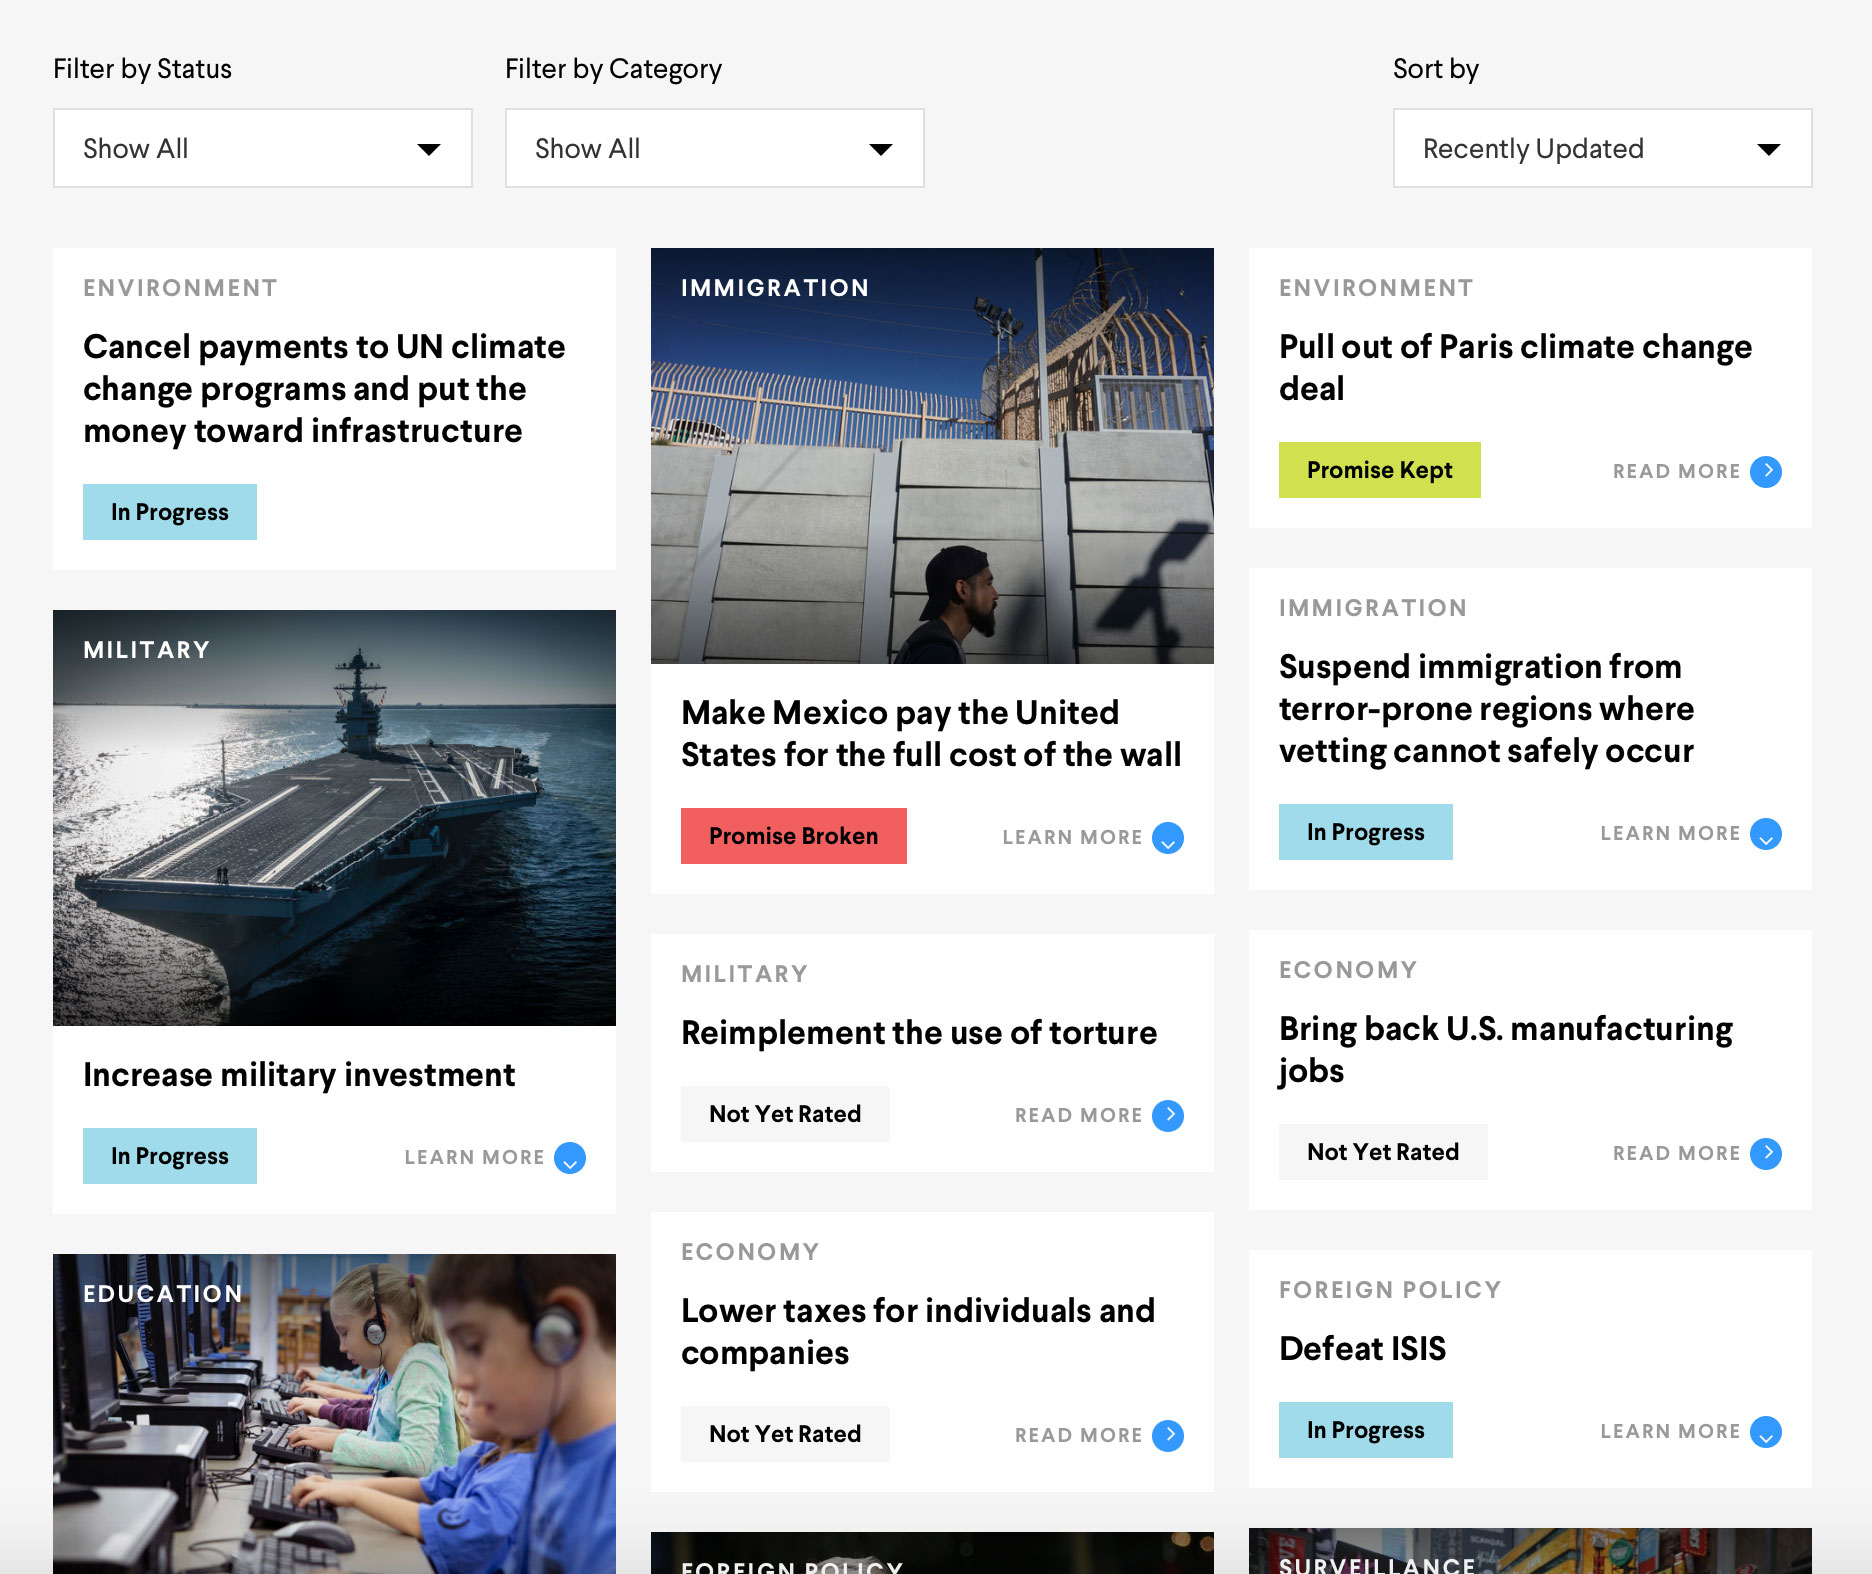 Filter by Status
Filter by Category
Sort by
Show All
Show All
Recently Updated
ENVIRONMENT
Cancel payments to UN climate
change programs and put the
money toward infrastructure
In Progress
MILITARY
Increase military investment
In Progress
LEARN MORE
EDUCATION
IMMIGRATION
Make Mexico pay the United
States for the full cost of the wall
Promise Broken
LEARN MORE
MILITARY
Reimplement the use of torture
Not Yet Rated
READ MORE
ECONOMY
Lower taxes for individuals and
companies
Not Yet Rated
READ MORE
FOREIGN POLICY
ENVIRONMENT
Pull out of Paris climate change
deal
Promise Kept
READ MORE
IMMIGRATION
Suspend immigration from
terror-prone regions where
vetting cannot safely occur
In Progress
LEARN MORE
ECONOMY
Bring back U.S. manufacturing
jobs
Not Yet Rated
READ MORE
FOREIGN POLICY
Defeat ISIS
In Progress
LEARN MORE
SURVEILLANCE